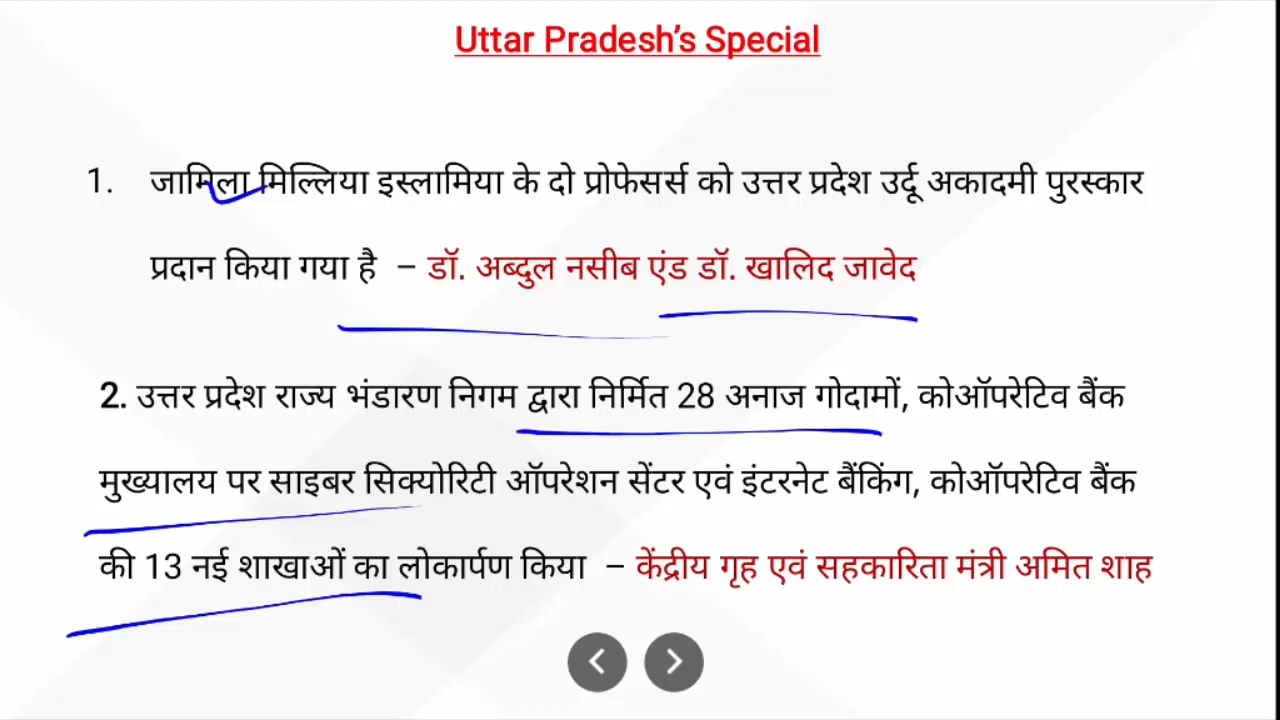 Uttar Pradesh’s Special
1. जामिला मिल्लिया इस्लामिया के दो प्रोफेसर्स को उत्तर प्रदेश उर्दू अकादमी पुरस्कार
प्रदान किया गया है – डॉ. अब्दुल नसीब एंड डॉ. खालिद जावेद
2. उत्तर प्रदेश राज्य भंडारण निगम द्वारा निर्मित 28 अनाज गोदामों, कोऑपरेटिव बैंक
मुख्यालय पर साइबर सिक्योरिटी ऑपरेशन सेंटर एवं इंटरनेट बैंकिंग, कोऑपरेटिव बैंक
की 13 नई शाखाओं का लोकार्पण किया – केंद्रीय गृह एवं सहकारिता मंत्री अमित शाह